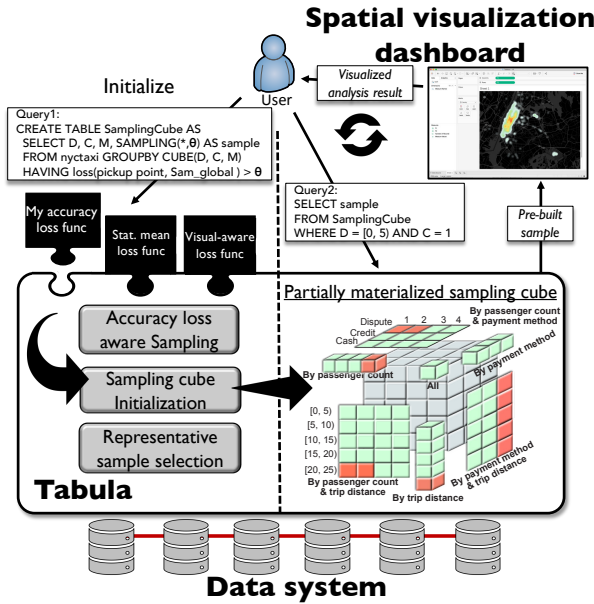 Spatial visualization
dashboard
Initialize
User
Visualized
analysis result
Query1:
CREATE TABLE SamplingCube AS
SELECT D, C, M, SAMPLING(*,θ) AS sample
FROM nyctaxi GROUPBY CUBE(D, C, M)
HAVING loss(pickup point, Sam_global ) > θ
Query2:
SELECT sample
FROM SamplingCube
WHERE D = [0, 5) AND C = 1
Pre-built
sample
My accuracy
loss func
Stat. mean
loss func
Visual-aware
loss func
Accuracy loss
aware Sampling
Sampling cube
Initialization
Representative
sample selection
Tabula
Partially materialized sampling cube
Dispute
Credit
Cash
1 2 3 4
By passenger count
& payment method
By passenger count
All
By payment method
[0, 5)
[5, 10)
[10, 15)
[15, 20)
[20, 25)
By passenger count
& trip distance
By trip distance
By payment method
& trip distance
Data system